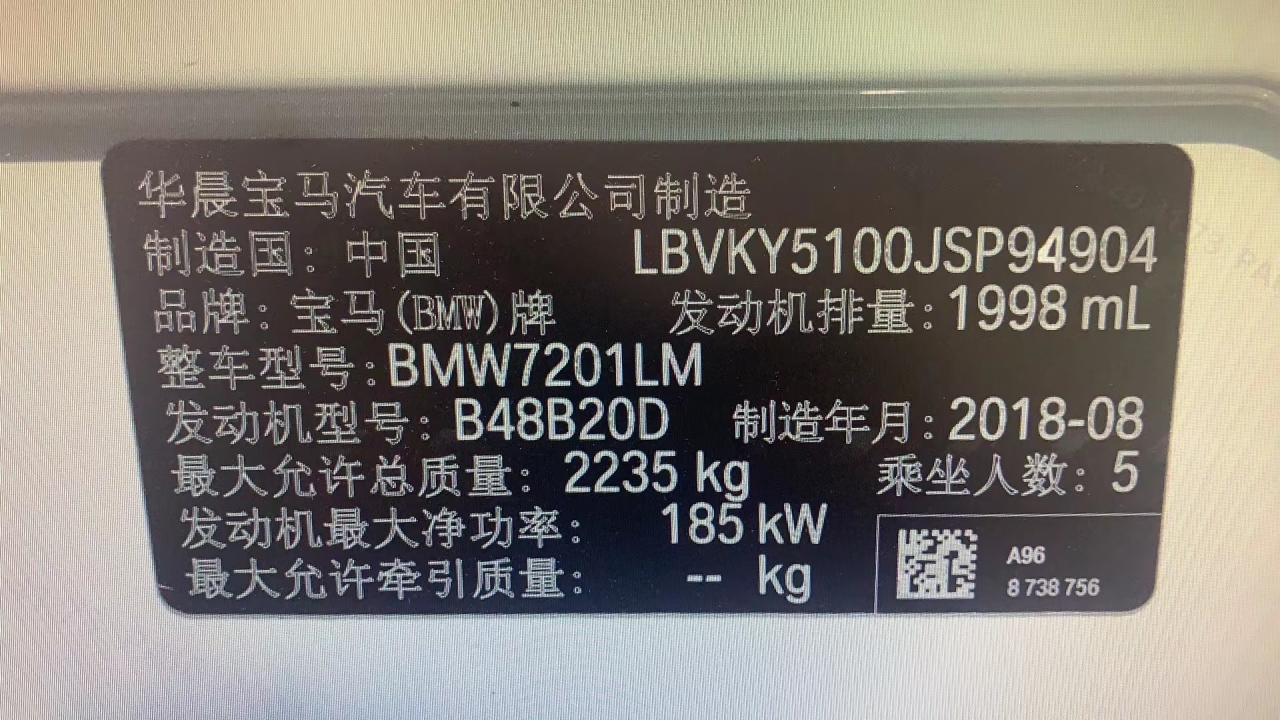 华晨宝马汽车有限公司制造
制造国：中国 LBVKY5100JSP94904
品牌：宝马(BMW)牌 发动机排量：1998 mL
整车型号：BMW7201LM
发动机型号：B48B20D 制造年月：2018-08
最大允许总质量：2235 kg 乘坐人数：5
发动机最大净功率：185 kW
最大允许牵引质量：-- kg
A96
8 738 756